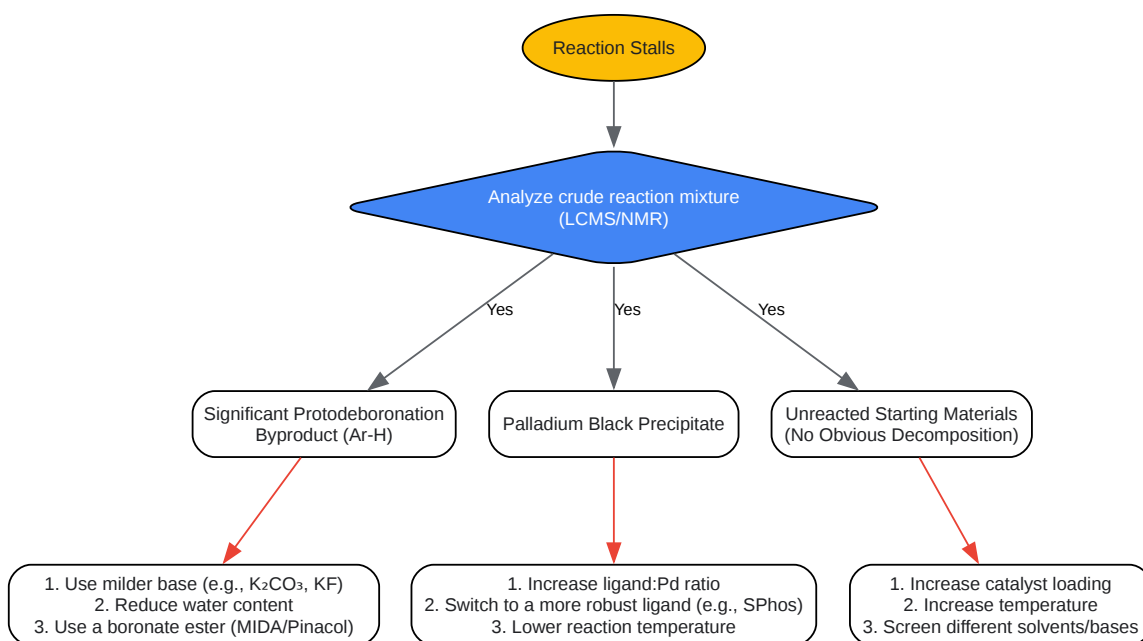 Reaction Stalls
Analyze crude reaction mixture
(LCMS/NMR)
Yes
Yes
Yes
Significant Protodeboronation
Byproduct (Ar-H)
Palladium Black Precipitate
Unreacted Starting Materials
(No Obvious Decomposition)
1. Use milder base (e.g., K₂CO₃, KF)
2. Reduce water content
3. Use a boronate ester (MIDA/Pinacol)
1. Increase ligand:Pd ratio
2. Switch to a more robust ligand (e.g., SPhos)
3. Lower reaction temperature
1. Increase catalyst loading
2. Increase temperature
3. Screen different solvents/bases